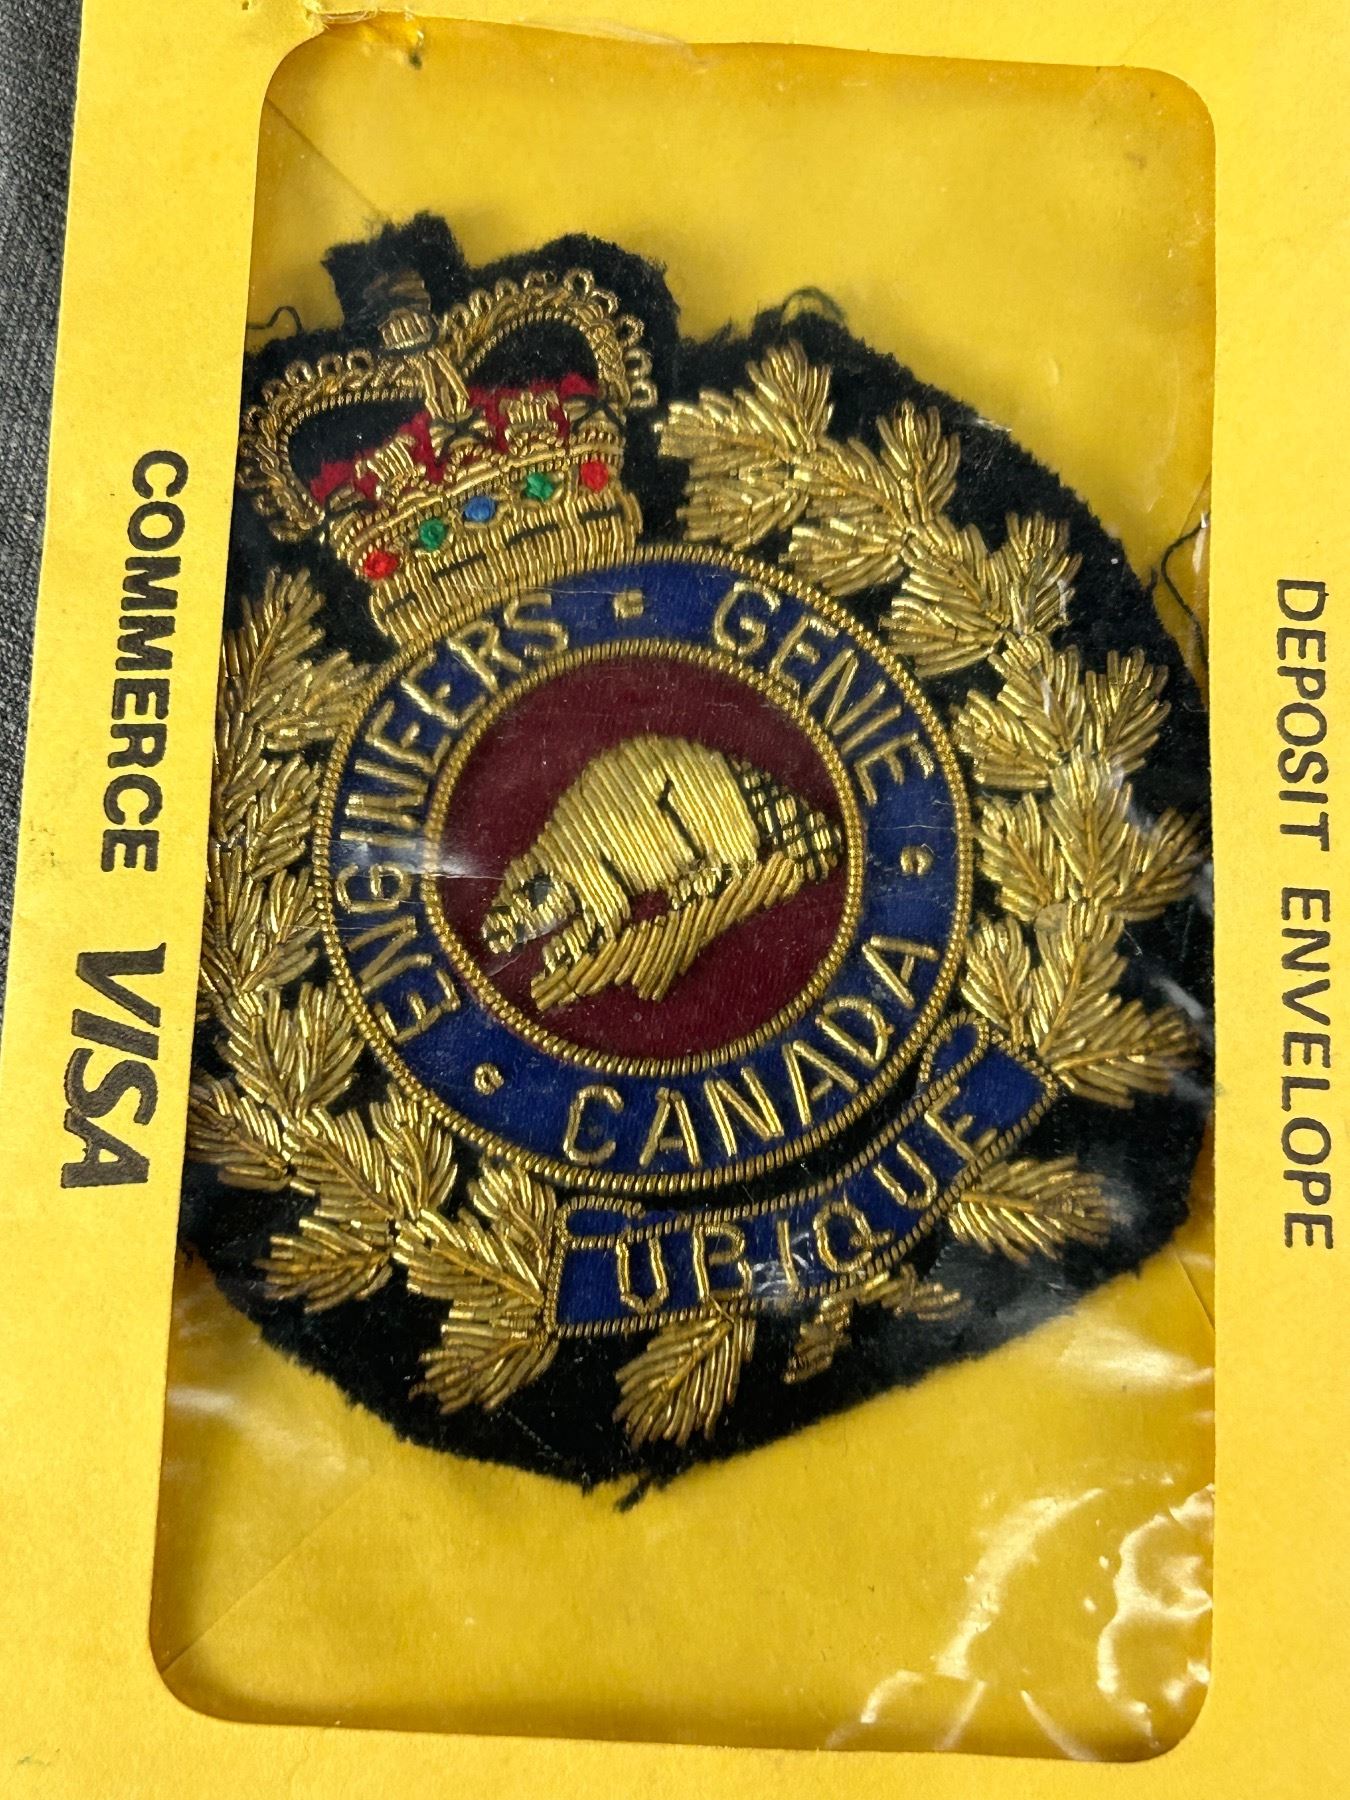 COMMERCE VISA
DEPOSIT ENVELOPE
ENGINEERS · GENIE · CANADA ·
UBIQUE